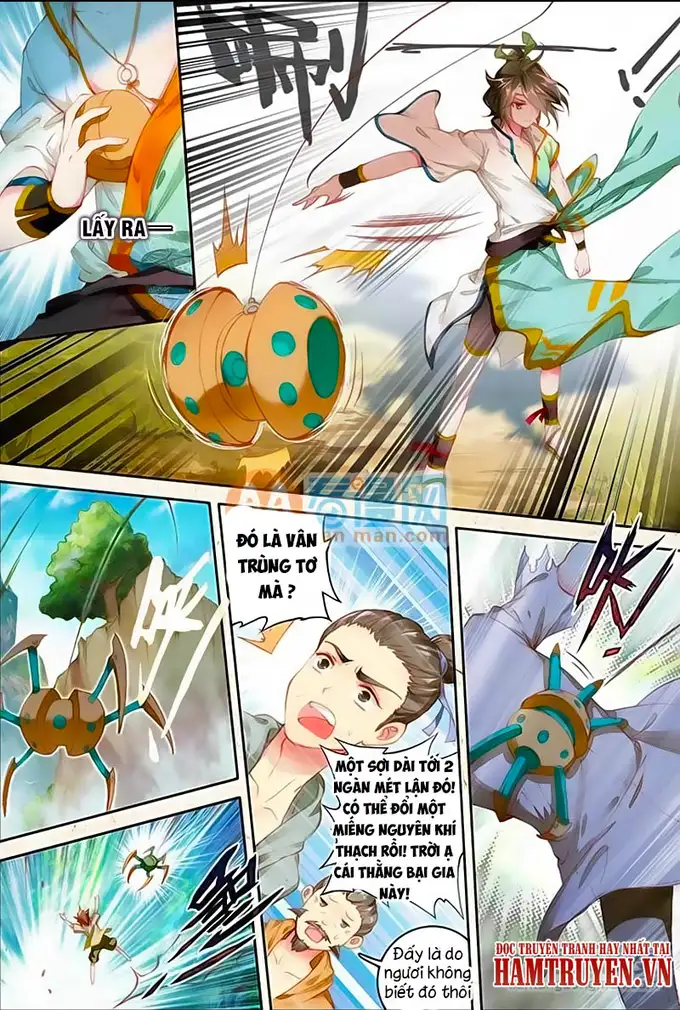 LẤY RA—
ĐÓ LÀ VÂN
TRÙNG TƠ
MÀ ?
MỘT SỢI DÀI TỚI 2
NGÀN MÉT LẬN ĐÓ!
CÓ THỂ ĐỔI MỘT
MIẾNG NGUYÊN KHÍ
THẠCH RỒI! TRỜI Ạ
CÁI THẰNG BẠI GIA
NÀY!
Đấy là do
ngươi không
biết đó thôi
ĐỌC TRUYỆN TRANH HAY NHẤT TẠI
HAMTRUYEN.VN